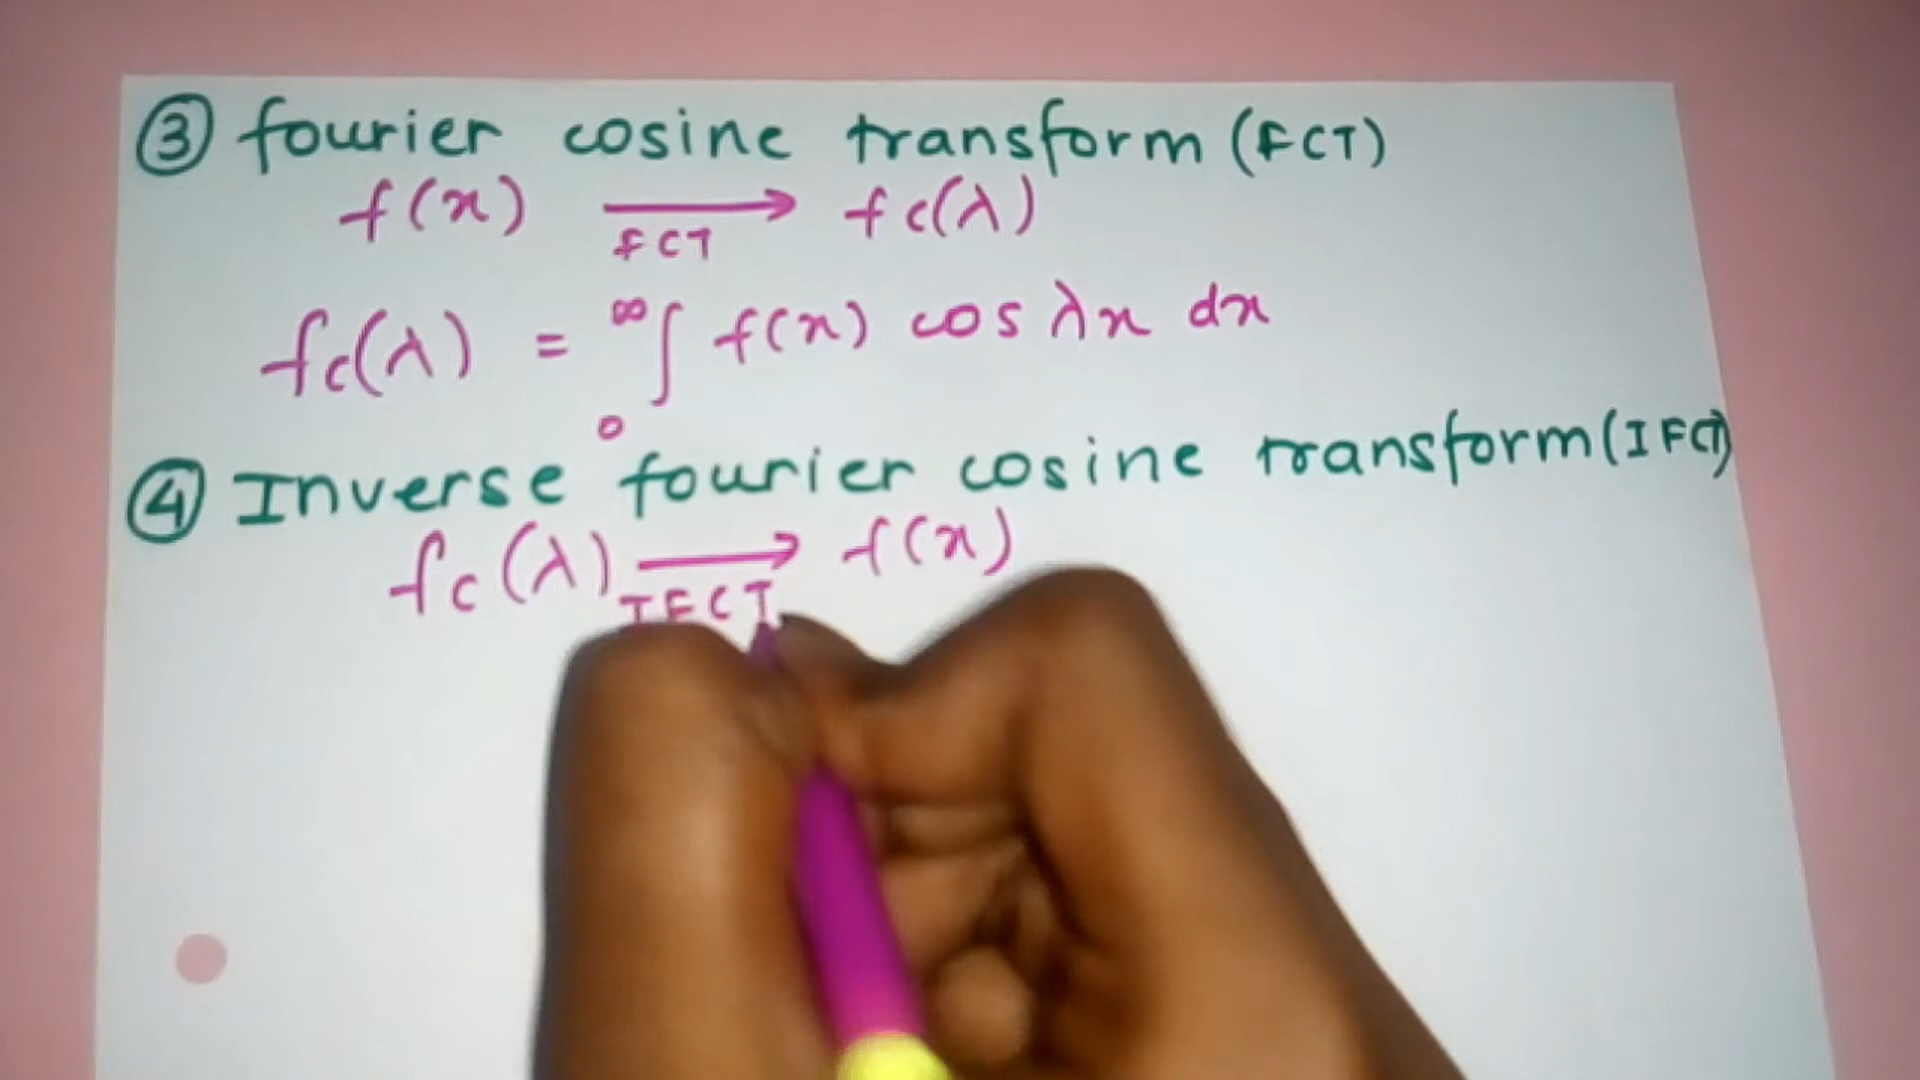 ③ fourier cosine transform (FCT)
f(x) ⟶ fc(λ)
FCT
fc(λ) = ∞∫ f(x) cos λx dx
0
④ Inverse fourier cosine transform (IFCT)
fc(λ) ⟶ f(x)
IFCT